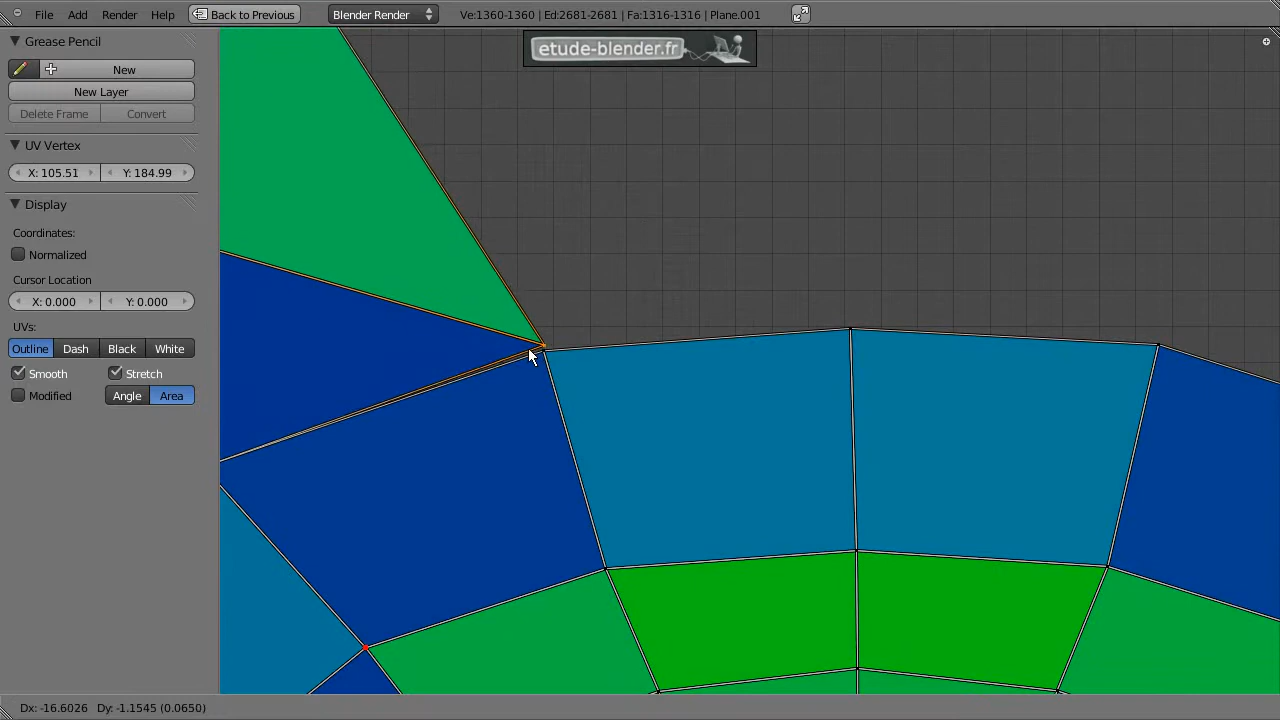 File Add Render Help Back to Previous Blender Render Ve:1360-1360 | Ed:2681-2681 | Fa:1316-1316 | Plane.001
etude-blender.fr
Grease Pencil
New
New Layer
Delete Frame Convert
UV Vertex
X: 105.51 Y: 184.99
Display
Coordinates:
Normalized
Cursor Location
X: 0.000 Y: 0.000
UVs:
Outline Dash Black White
Smooth Stretch
Modified Angle Area
Dx: -16.6026 Dy: -1.1545 (0.0650)